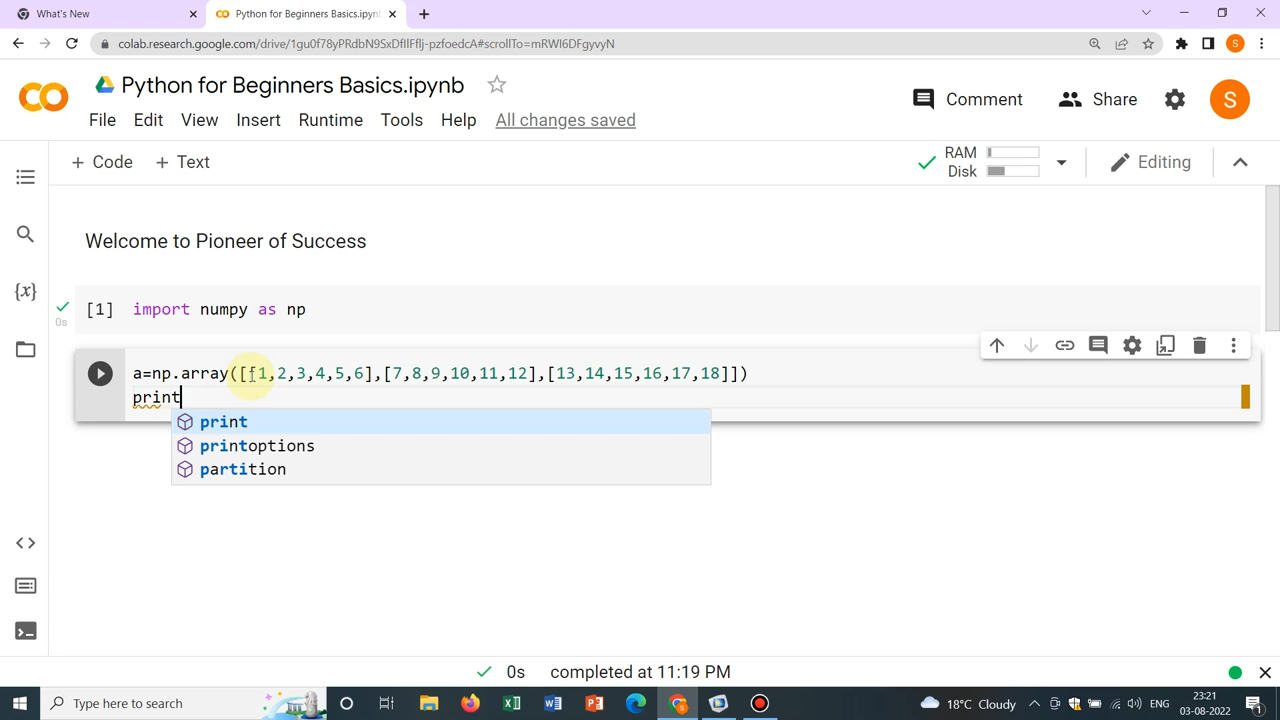 What's New
Python for Beginners Basics.ipynb
colab.research.google.com/drive/1gu0f78yPRdbN9SxDfIlFflj-pzfoedcA#scrollTo=mRWI6DFgyvyN
S
CO Python for Beginners Basics.ipynb
Comment Share S
File Edit View Insert Runtime Tools Help All changes saved
+ Code + Text
RAM
Disk
Editing
Welcome to Pioneer of Success
{x}
[1] import numpy as np
0s
a=np.array([[1,2,3,4,5,6],[7,8,9,10,11,12],[13,14,15,16,17,18]])
print
print
printoptions
partition
0s completed at 11:19 PM
Type here to search
18°C Cloudy ENG 23:21
03-08-2022
1